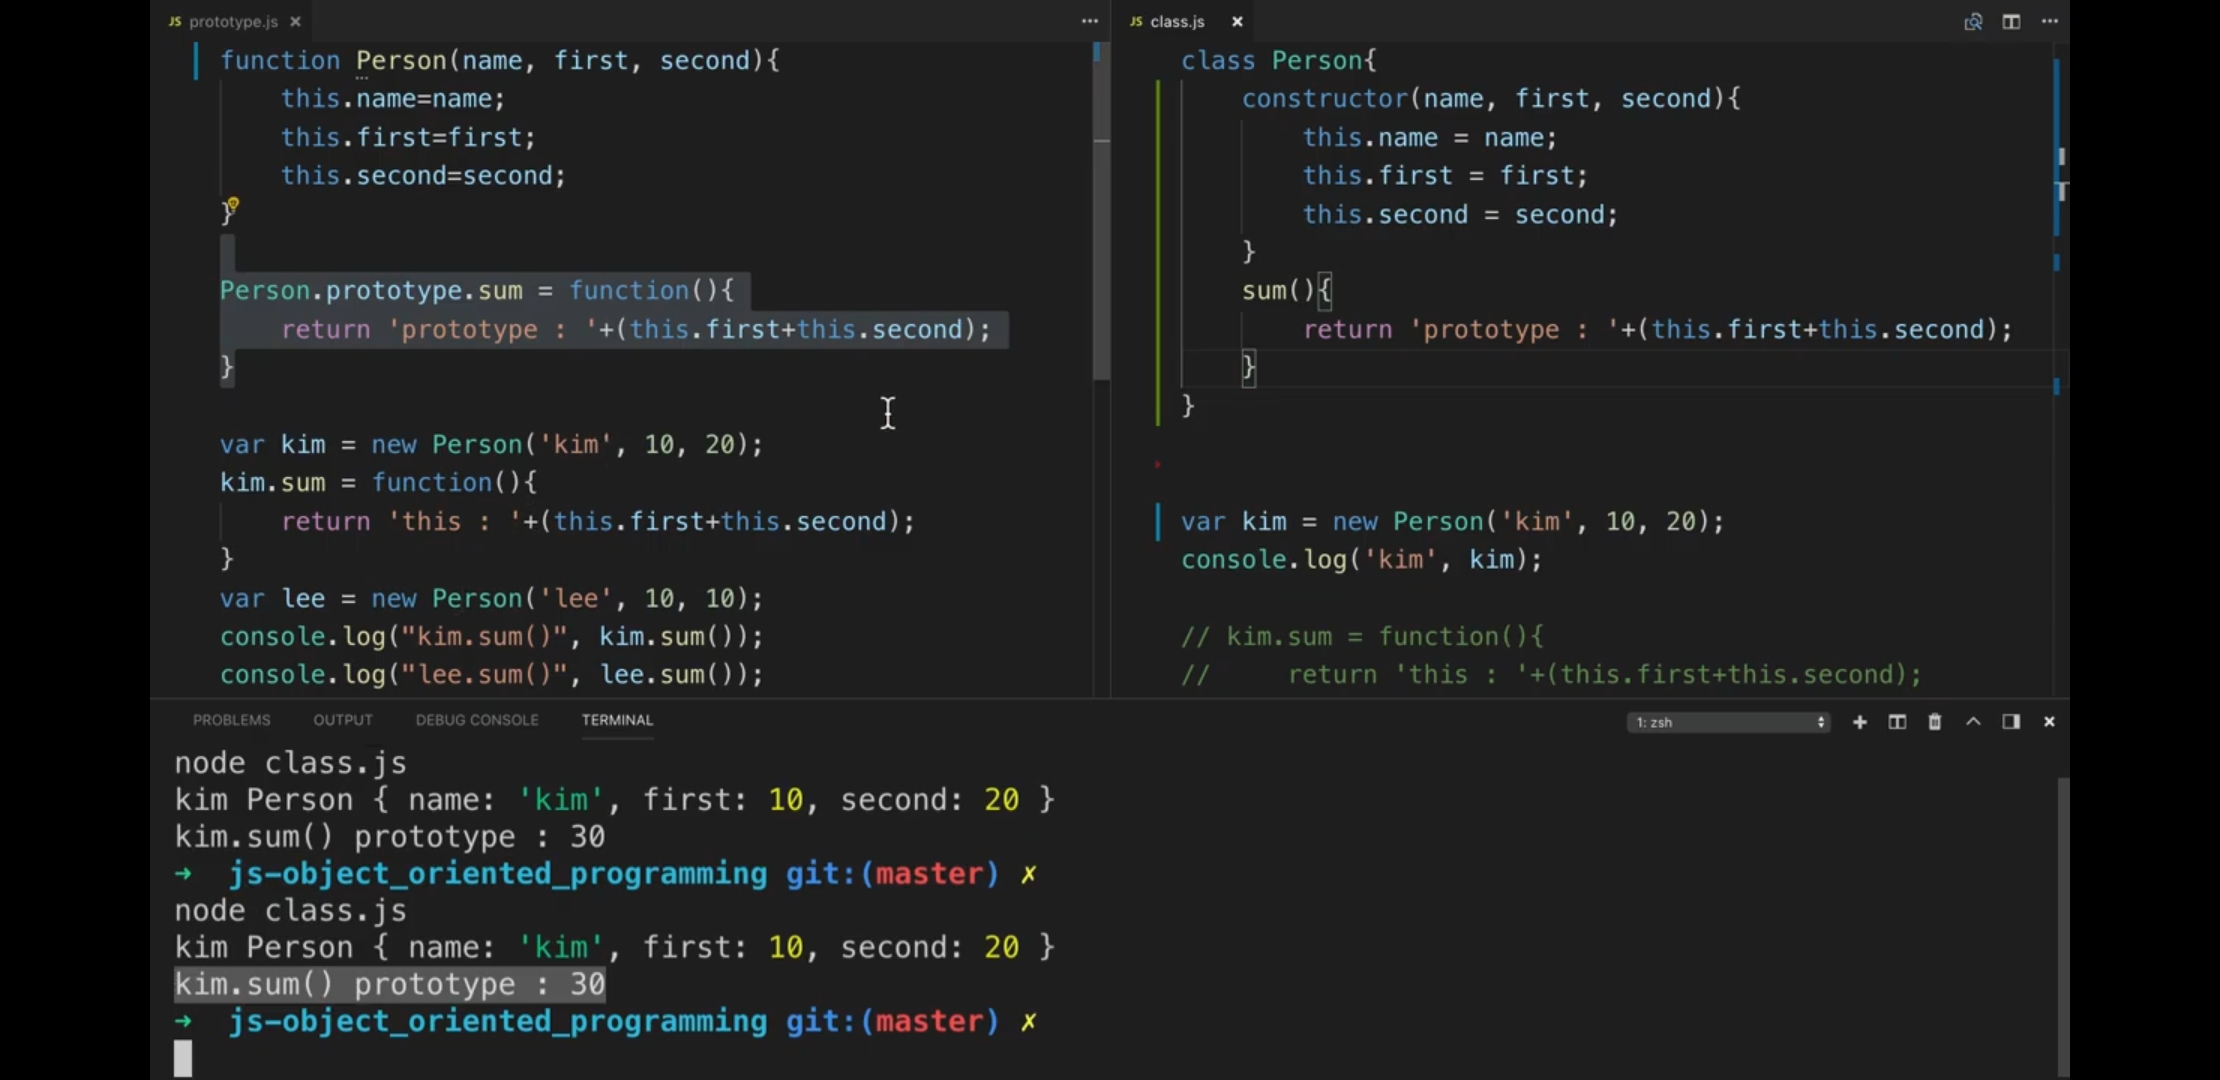 JS prototype.js ×
function Person(name, first, second){
    this.name=name;
    this.first=first;
    this.second=second;
}

Person.prototype.sum = function(){
    return 'prototype : '+(this.first+this.second);
}

var kim = new Person('kim', 10, 20);
kim.sum = function(){
    return 'this : '+(this.first+this.second);
}
var lee = new Person('lee', 10, 10);
console.log("kim.sum()", kim.sum());
console.log("lee.sum()", lee.sum());
JS class.js ×
class Person{
    constructor(name, first, second){
        this.name = name;
        this.first = first;
        this.second = second;
    }
    sum(){
        return 'prototype : '+(this.first+this.second);
    }
}

var kim = new Person('kim', 10, 20);
console.log('kim', kim);

// kim.sum = function(){
//     return 'this : '+(this.first+this.second);
PROBLEMS OUTPUT DEBUG CONSOLE TERMINAL 1: zsh
node class.js
kim Person { name: 'kim', first: 10, second: 20 }
kim.sum() prototype : 30
➜  js-object_oriented_programming git:(master) ✗
node class.js
kim Person { name: 'kim', first: 10, second: 20 }
kim.sum() prototype : 30
➜  js-object_oriented_programming git:(master) ✗